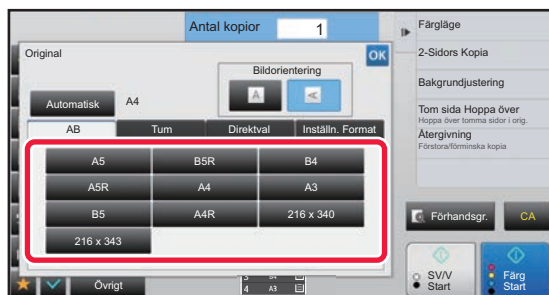 Antal kopior 1
Original
OK
Bildorientering
A A
Automatisk A4
AB Tum Direktval Inställn. Format
A5 B5R B4
A5R A4 A3
B5 A4R 216 x 340
216 x 343
Övrigt
4 A3
Färgläge
2-Sidors Kopia
Bakgrundjustering
Tom sida Hoppa över
Hoppa över tomma sidor i orig.
Återgivning
Förstora/förminska kopia
Förhandsgr. CA
SV/V
Start
Färg
Start